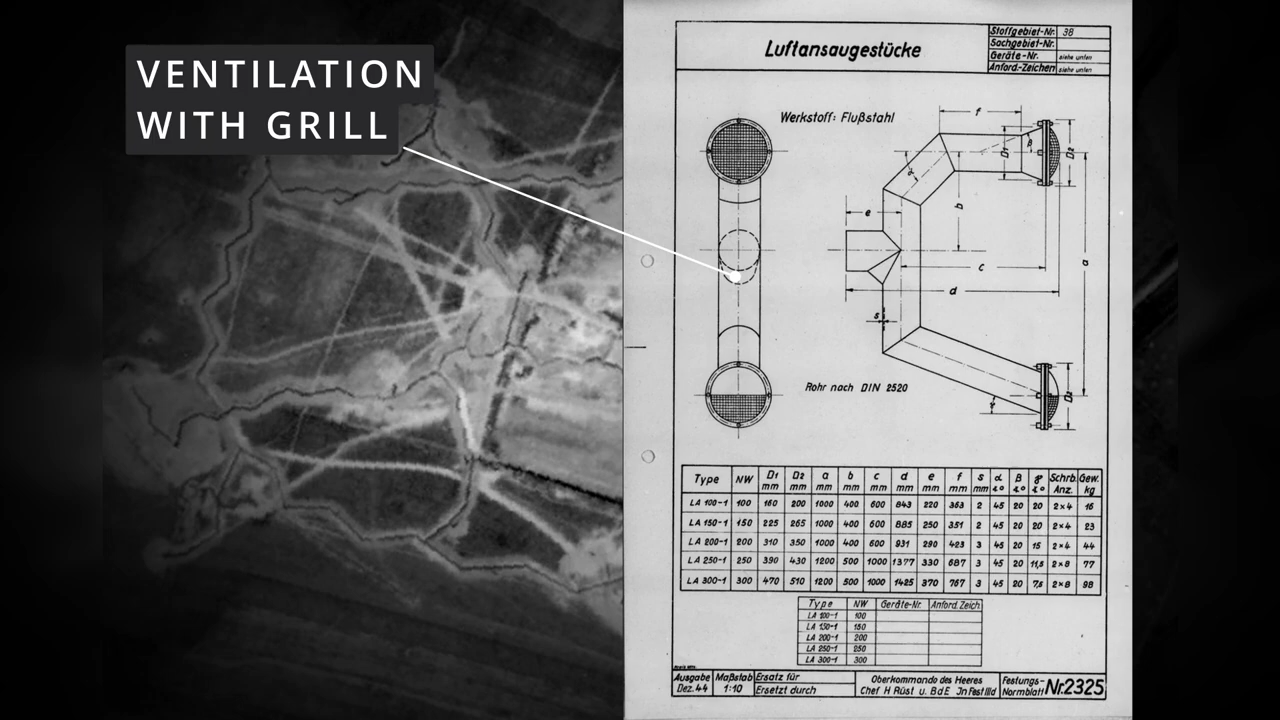 VENTILATION
WITH GRILL
Luftansaugestücke
Stoffgebiet-Nr. 38
Sachgebiet-Nr.
Geräte-Nr. siehe unten
Anford.-Zeichen siehe unten
Werkstoff: Flußstahl
f
D1
β
D2
α
b
e
a
c
d
s
Rohr nach DIN 2520
α
D2
Type NW D1 mm D2 mm a mm b mm c mm d mm e mm f mm s mm α ∢° β ∢° ∢° Schrb. Anz. Gew. kg
LA 100-1 100 160 200 1000 400 600 843 220 363 2 45 20 20 2×4 16
LA 150-1 150 225 265 1000 400 600 885 250 351 2 45 20 20 2×4 23
LA 200-1 200 310 350 1000 400 600 931 290 423 3 45 20 15 2×4 44
LA 250-1 250 390 430 1200 500 1000 1377 330 687 3 45 20 11,5 2×8 77
LA 300-1 300 470 510 1200 500 1000 1425 370 767 3 45 20 7,5 2×8 98
Type NW Geräte-Nr. Anford. Zeich.
LA 100-1 100
LA 150-1 150
LA 200-1 200
LA 250-1 250
LA 300-1 300
Ausgabe Dez. 44
Maßstab 1:10
Ersatz für
Ersetzt durch
Oberkommando des Heeres
Chef H Rüst u. BdE Jn Fest IIId
Festungs-Normblatt Nr. 2325